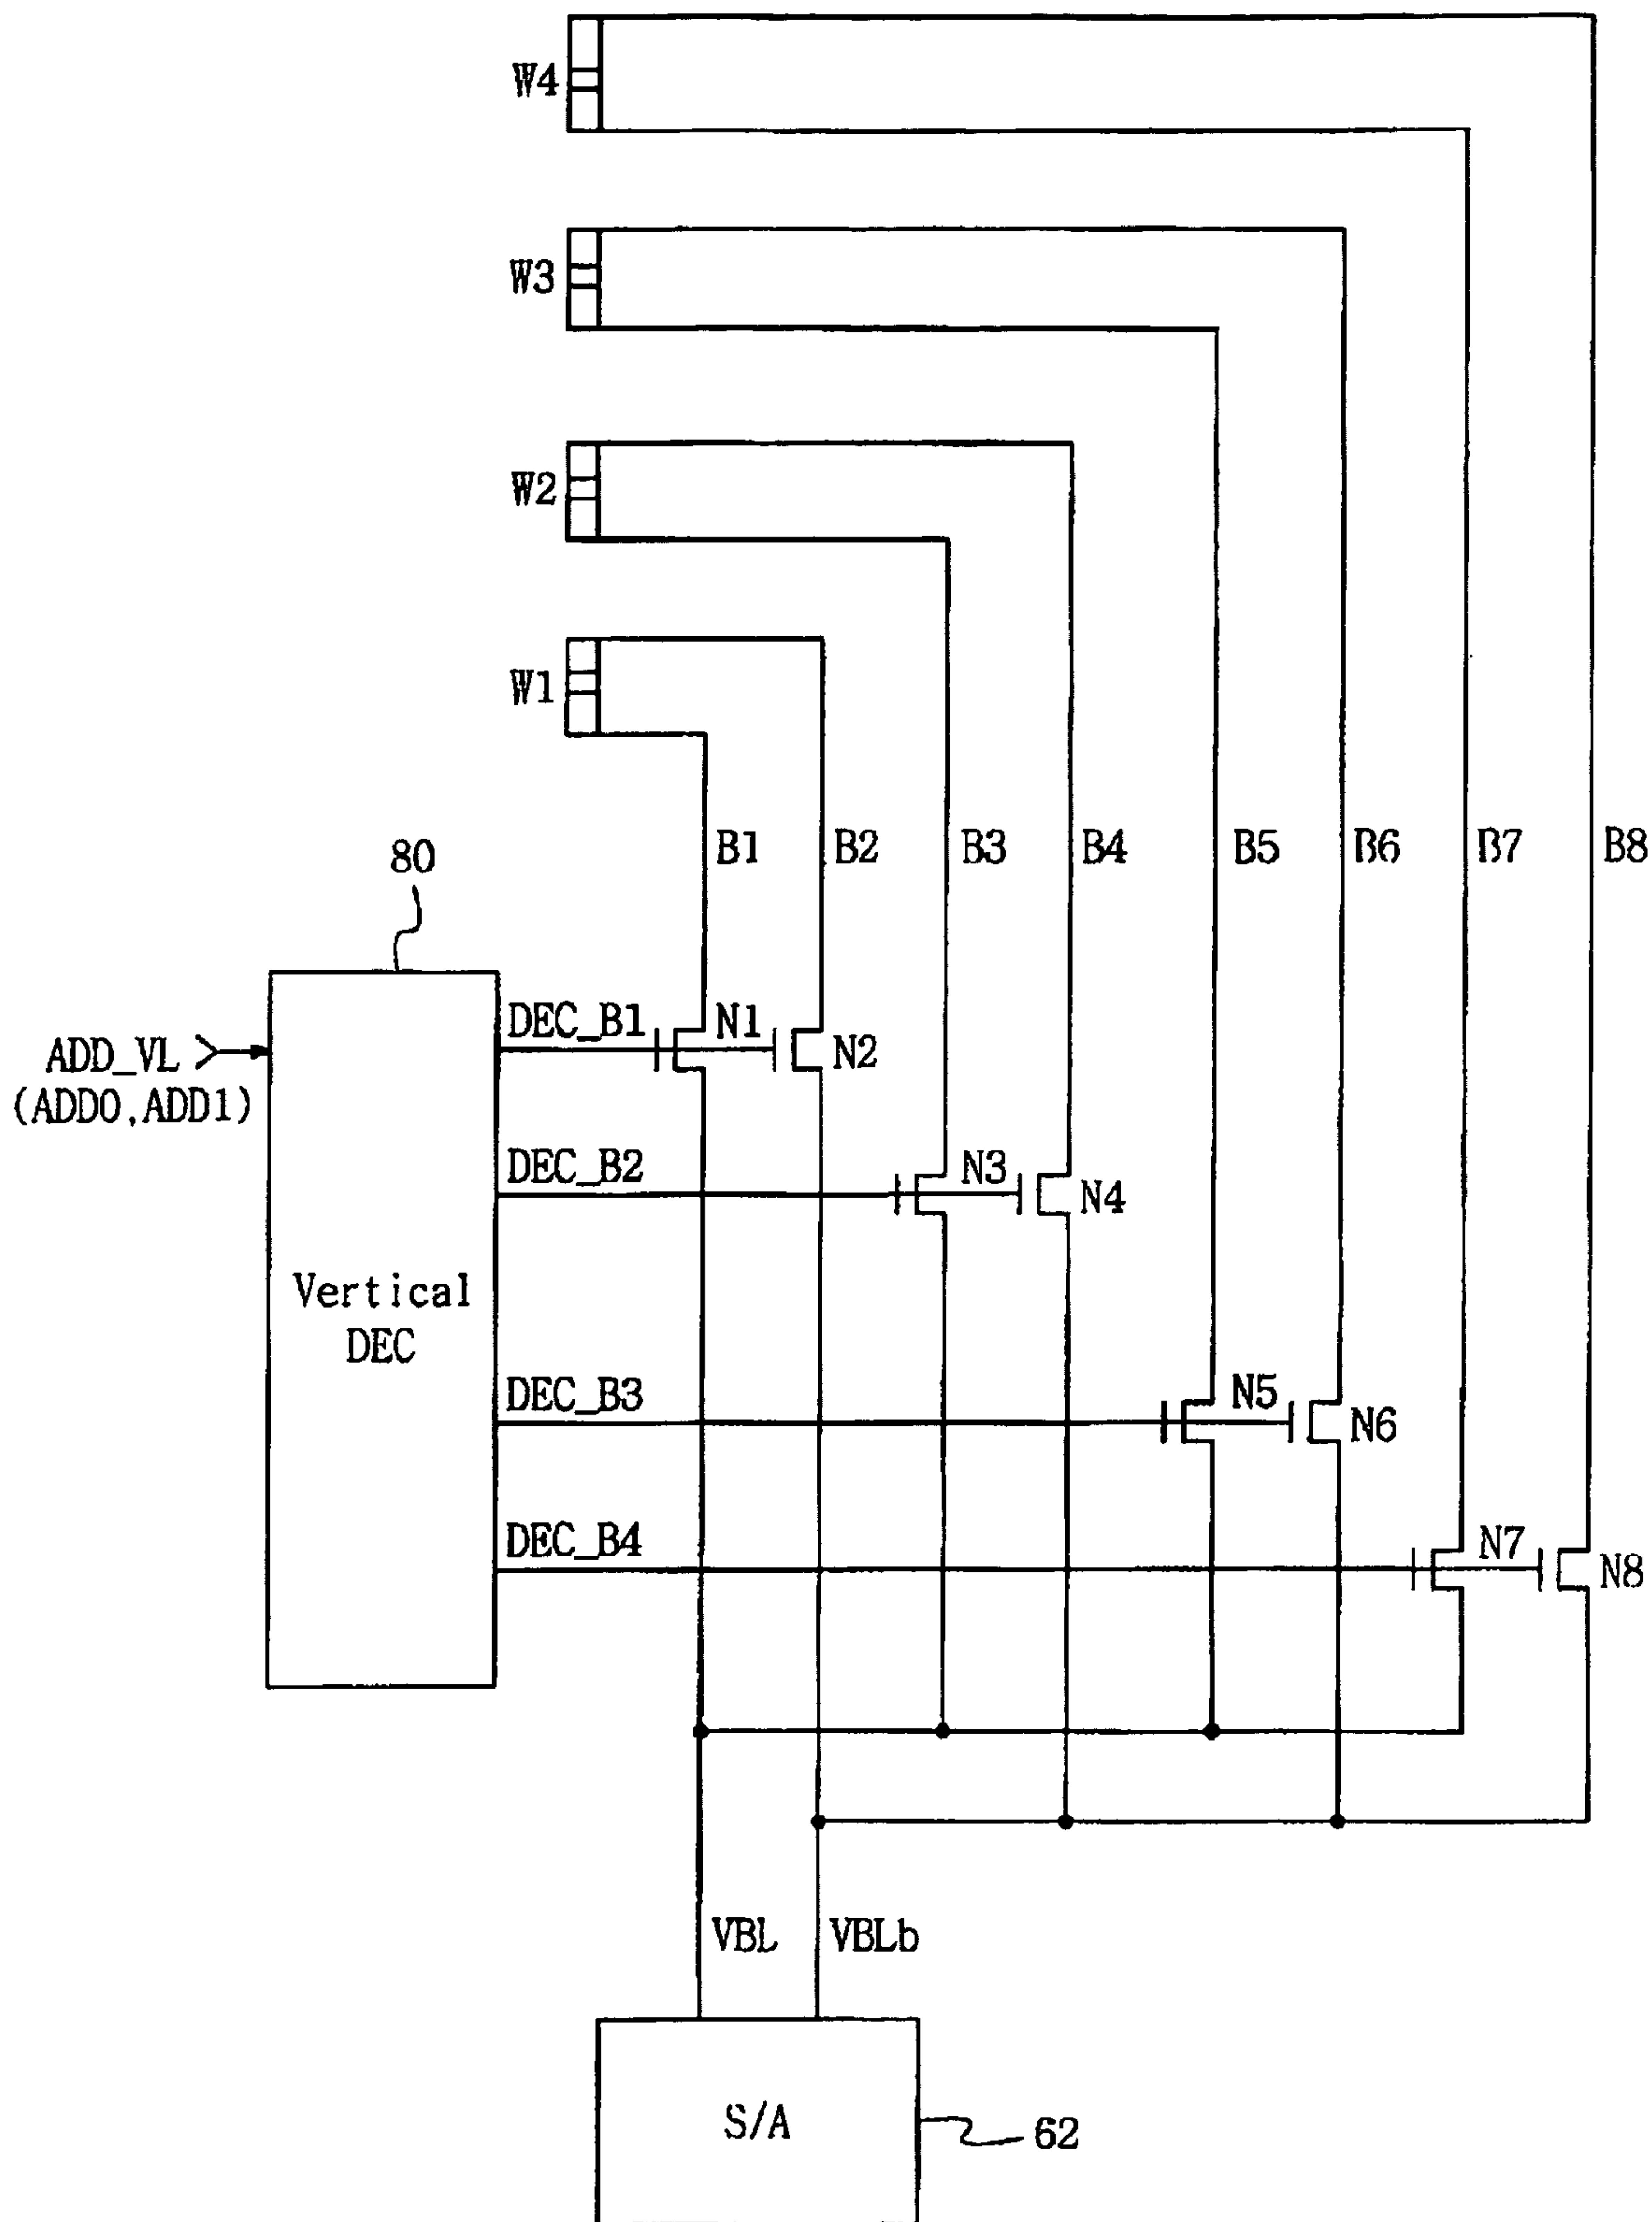 W4
W3
W2
W1
B1 B2 B3 B4 B5 B6 B7 B8
80
DEC_B1 N1 N2
ADD_VL
(ADD0,ADD1)
DEC_B2 N3 N4
Vertical
DEC
DEC_B3 N5 N6
DEC_B4 N7 N8
VBL VBLb
S/A
62